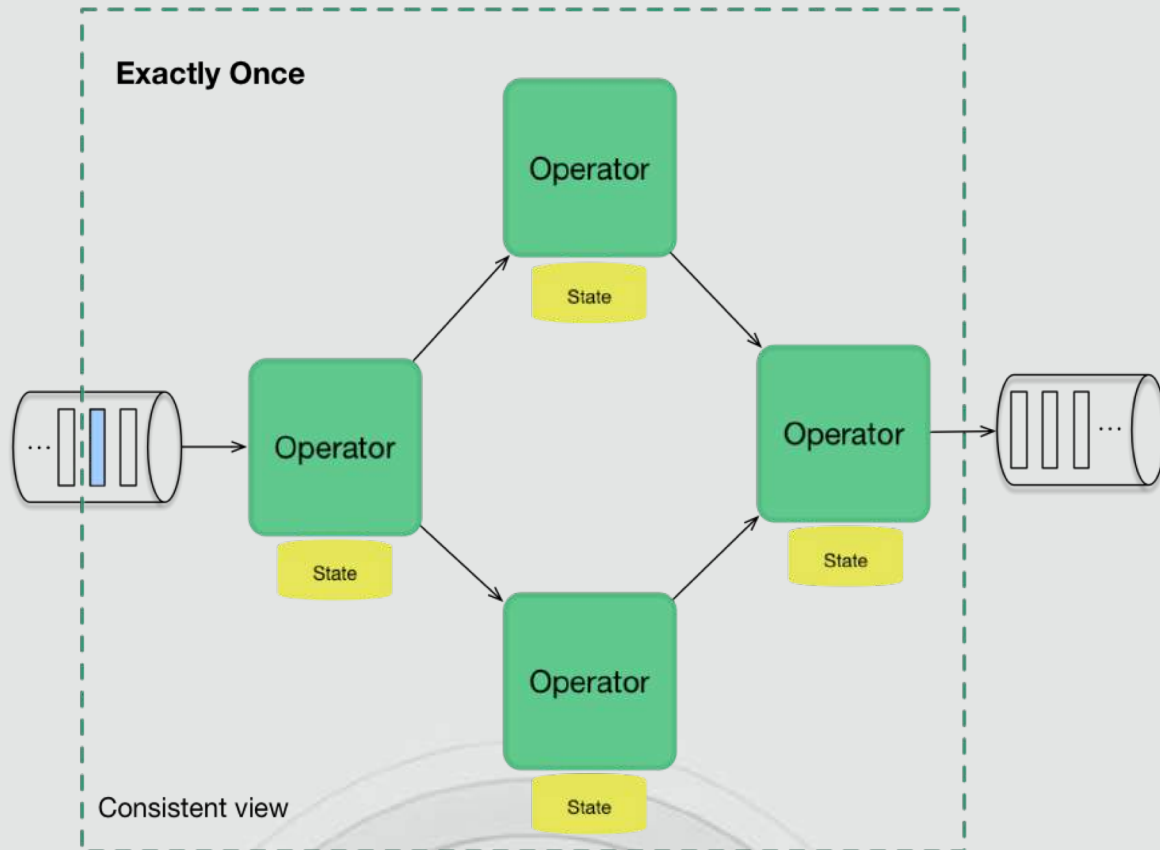 Exactly Once
Operator
State
...
Operator
State
Operator
State
...
Operator
State
Consistent view